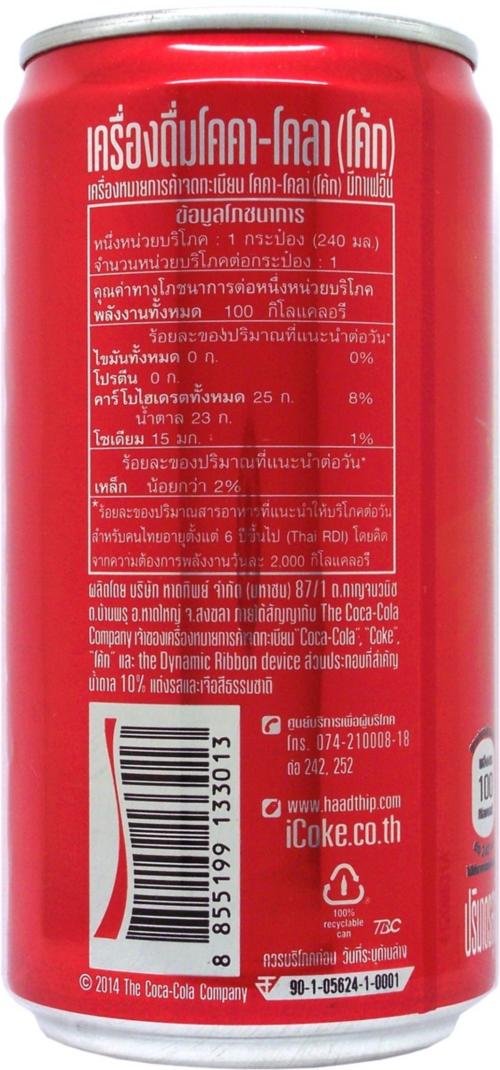 เครื่องดื่มโคคา-โคลา (โค้ก)
เครื่องหมายการค้าจดทะเบียน โคคา-โคลา (โค้ก) มีกาเฟอีน
ข้อมูลโภชนาการ
หนึ่งหน่วยบริโภค : 1 กระป๋อง (240 มล.)
จำนวนหน่วยบริโภคต่อกระป๋อง : 1
คุณค่าทางโภชนาการต่อหนึ่งหน่วยบริโภค
พลังงานทั้งหมด 100 กิโลแคลอรี
ร้อยละของปริมาณที่แนะนำต่อวัน*
ไขมันทั้งหมด 0 ก. 0%
โปรตีน 0 ก.
คาร์โบไฮเดรตทั้งหมด 25 ก. 8%
น้ำตาล 23 ก.
โซเดียม 15 มก. 1%
ร้อยละของปริมาณที่แนะนำต่อวัน*
เหล็ก น้อยกว่า 2%
*ร้อยละของปริมาณสารอาหารที่แนะนำให้บริโภคต่อวัน
สำหรับคนไทยอายุตั้งแต่ 6 ปีขึ้นไป (Thai RDI) โดยคิด
จากความต้องการพลังงานวันละ 2,000 กิโลแคลอรี
ผลิตโดย บริษัท หาดทิพย์ จำกัด (มหาชน) 87/1 ถ.กาญจนวนิช
ต.บ้านพรุ อ.หาดใหญ่ จ.สงขลา ภายใต้สัญญากับ The Coca-Cola
Company เจ้าของเครื่องหมายการค้าจดทะเบียน "Coca-Cola", "Coke",
"โค้ก" และ the Dynamic Ribbon device ส่วนประกอบที่สำคัญ
น้ำตาล 10% แต่งรสและเจือสีธรรมชาติ
ศูนย์บริการเพื่อผู้บริโภค
โทร. 074-210008-18
ต่อ 242, 252
www.haadthip.com
iCoke.co.th
100%
recyclable
can
TBC
8 855199 133013
ควรบริโภคก่อน วันที่ระบุด้านล่าง
© 2014 The Coca-Cola Company
90-1-05624-1-0001
100